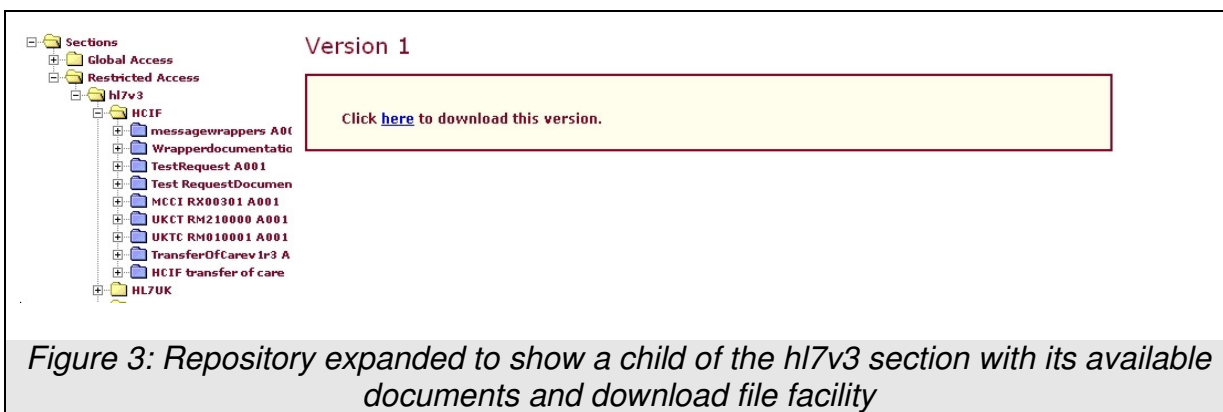 Sections
Global Access
Restricted Access
hl7v3
HCIF
messagewrappers A0(
Wrapperdocumentatio
TestRequest A001
Test RequestDocumen
MCCI RX00301 A001
UKCT RM210000 A001
UKTC RM010001 A001
TransferOfCarev1r3 A
HCIF transfer of care
HL7UK
Version 1
Click here to download this version.
Figure 3: Repository expanded to show a child of the hl7v3 section with its available
documents and download file facility